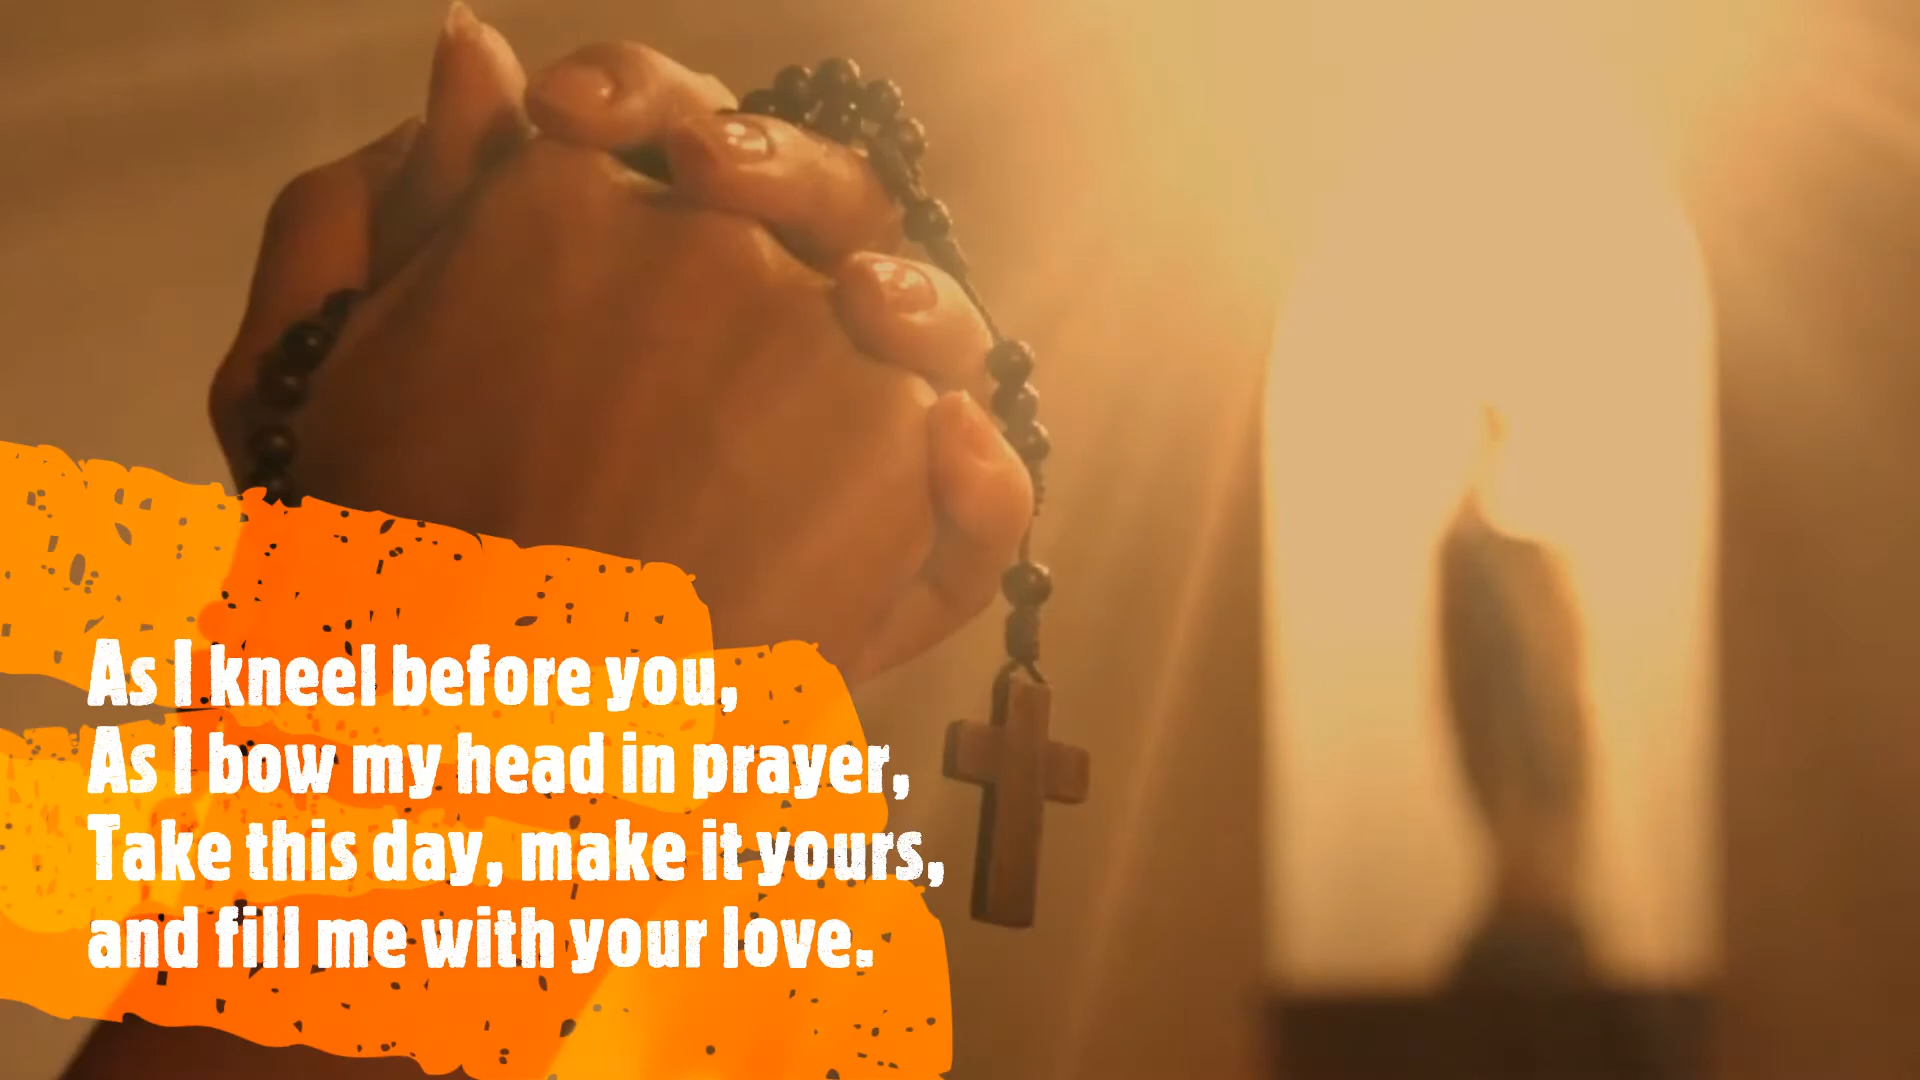 As I kneel before you,
As I bow my head in prayer,
Take this day, make it yours,
and fill me with your love.